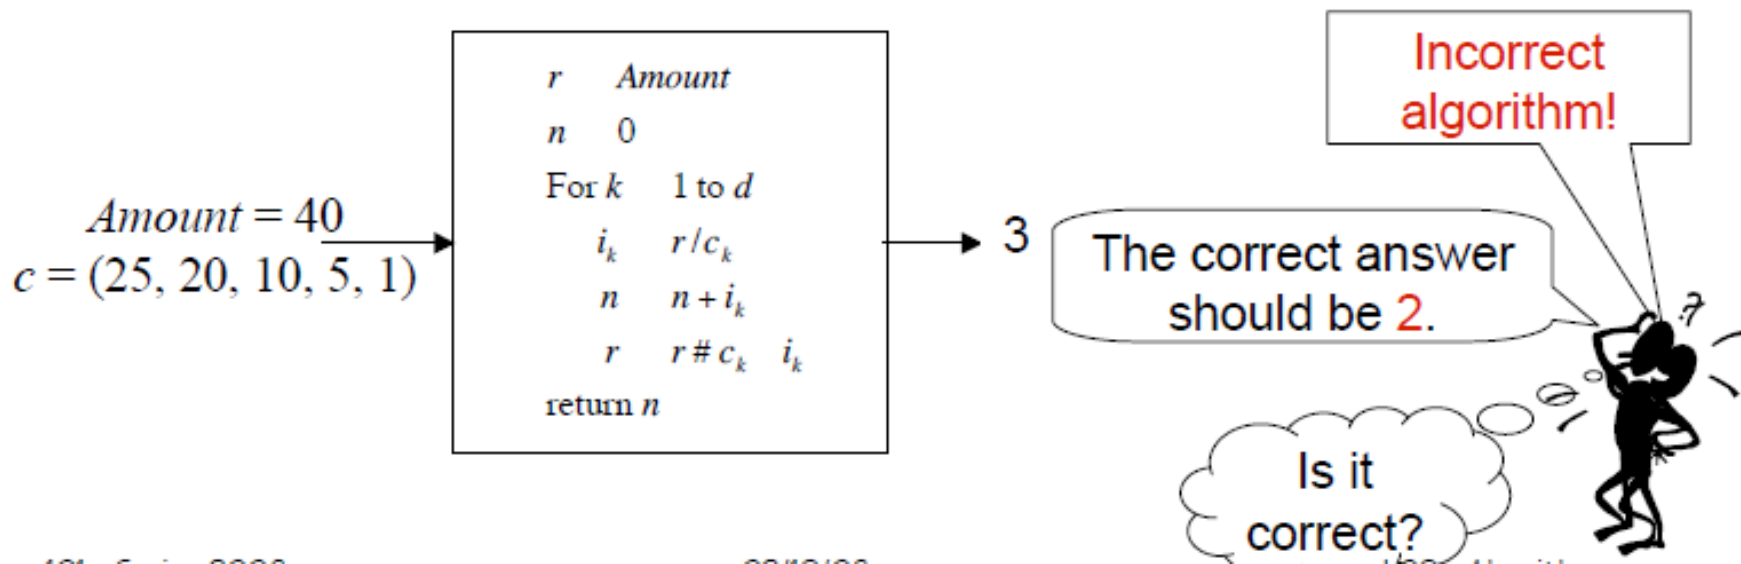 Amount = 40
c = (25, 20, 10, 5, 1)
r Amount
n 0
For k 1 to d
i_k r/c_k
n n + i_k
r r # c_k i_k
return n
3
Incorrect
algorithm!
The correct answer
should be 2.
?
Is it
correct?